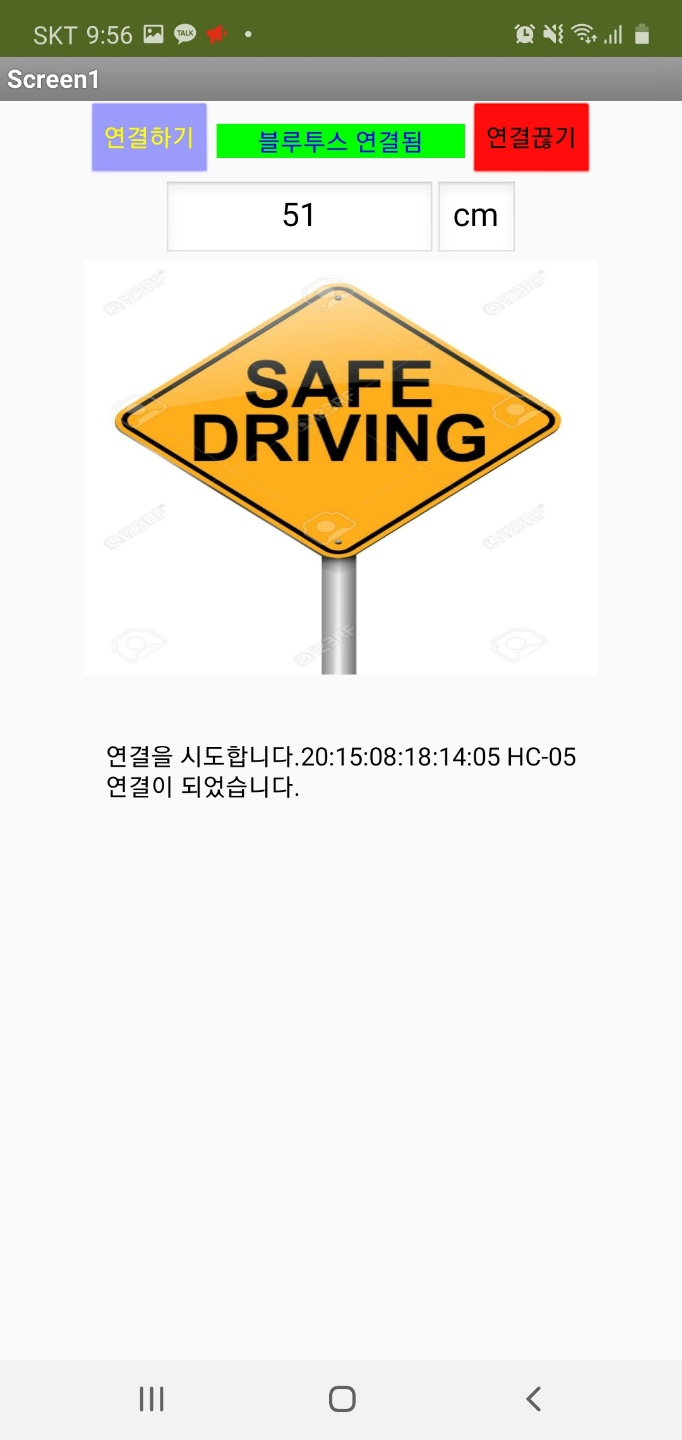 SKT 9:56 TALK
Screen1
연결하기 블루투스 연결됨 연결끊기
51 cm
SAFE
DRIVING
123RF
연결을 시도합니다.20:15:08:18:14:05 HC-05
연결이 되었습니다.